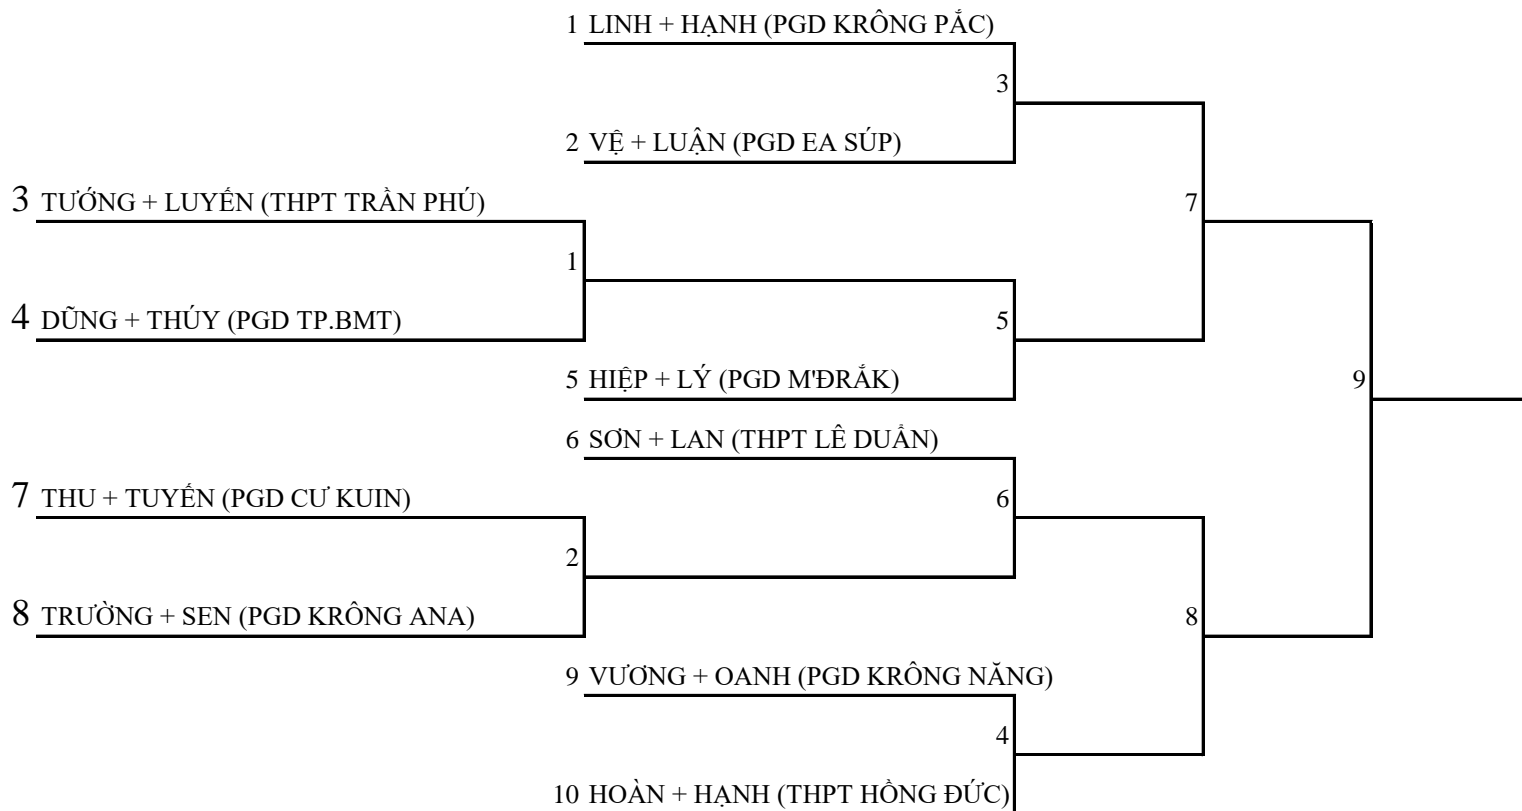 1 LINH + HẠNH (PGD KRÔNG PẮC)
3
2 VỆ + LUẬN (PGD EA SÚP)
3 TƯỚNG + LUYẾN (THPT TRẦN PHÚ)
7
1
4 DŨNG + THÚY (PGD TP.BMT)
5
5 HIỆP + LÝ (PGD M'ĐRẮK)
9
6 SƠN + LAN (THPT LÊ DUẨN)
7 THU + TUYẾN (PGD CƯ KUIN)
6
2
8 TRƯỜNG + SEN (PGD KRÔNG ANA)
8
9 VƯƠNG + OANH (PGD KRÔNG NĂNG)
4
10 HOÀN + HẠNH (THPT HỒNG ĐỨC)